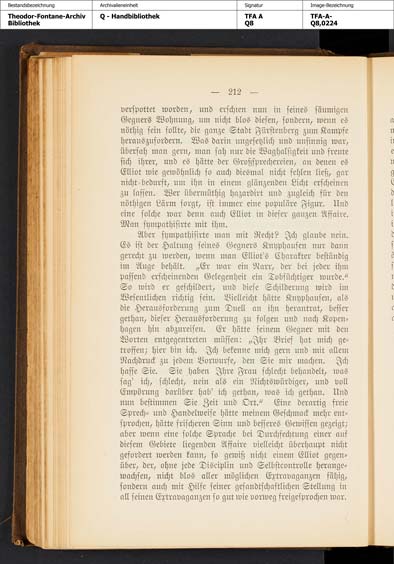 Bestandsbezeichnung Archivalieneinheit Signatur Image-Bezeichnung
Theodor-Fontane-Archiv Q - Handbibliothek TFA A TFA-A-
Bibliothek Q8 Q8,0224
— 212 —
verspottet worden, und erschien nun in seines säumigen
Gegners Wohnung, um nicht blos diesen, sondern, wenn es
nöthig sein sollte, die ganze Stadt Fürstenberg zum Kampfe
herauszufordern. Was darin ungesetzlich und unsinnig war,
übersah man gern, man sah nur die Waghalsigkeit und freute
sich ihrer, und es hätte der Großsprechereien, an denen es
Elliot wie gewöhnlich so auch diesmal nicht fehlen ließ, gar
nicht bedurft, um ihn in einem glänzenden Licht erscheinen
zu lassen. Wer übermüthig hazardirt und zugleich für den
nöthigen Lärm sorgt, ist immer eine populäre Figur. Und
eine solche war denn auch Elliot in dieser ganzen Affaire.
Man sympathisirte mit ihm.
Aber sympathisirte man mit Recht? Ich glaube nein.
Es ist der Haltung seines Gegners Knyphausen nur dann
gerecht zu werden, wenn man Elliot's Charakter beständig
im Auge behält. „Er war ein Narr, der bei jeder ihm
passend erscheinenden Gelegenheit ein Tobsüchtiger wurde.“
So wird er geschildert, und diese Schilderung wird im
Wesentlichen richtig sein. Vielleicht hätte Knyphausen, als
die Herausforderung zum Duell an ihn herantrat, besser
gethan, dieser Herausforderung zu folgen und nach Kopen-
hagen hin abzureisen. Er hätte seinem Gegner mit den
Worten entgegentreten müssen: „Ihr Brief hat mich ge-
troffen; hier bin ich. Ich bekenne mich gern und mit allem
Nachdruck zu jedem Vorwurfe, den Sie mir machen. Ich
hasse Sie. Sie haben Ihre Frau schlecht behandelt, was
sag' ich, schlecht, nein als ein Nichtswürdiger, und voll
Empörung darüber hab' ich gethan, was ich gethan. Und
nun bestimmen Sie Zeit und Ort.“ Eine derartig freie
Sprech- und Handelweise hätte meinem Geschmack mehr ent-
sprochen, hätte frischeren Sinn und besseres Gewissen gezeigt;
aber wenn eine solche Sprache bei Durchfechtung einer auf
diesem Gebiete liegenden Affaire vielleicht überhaupt nicht
gefordert werden kann, so gewiß nicht einem Elliot gegen-
über, der, ohne jede Disciplin und Selbstcontrolle herange-
wachsen, nicht blos aller möglichen Extravaganzen fähig,
sondern auch mit Hilfe seiner gesandtschaftlichen Stellung in
all seinen Extravaganzen so gut wie vorweg freigesprochen war.